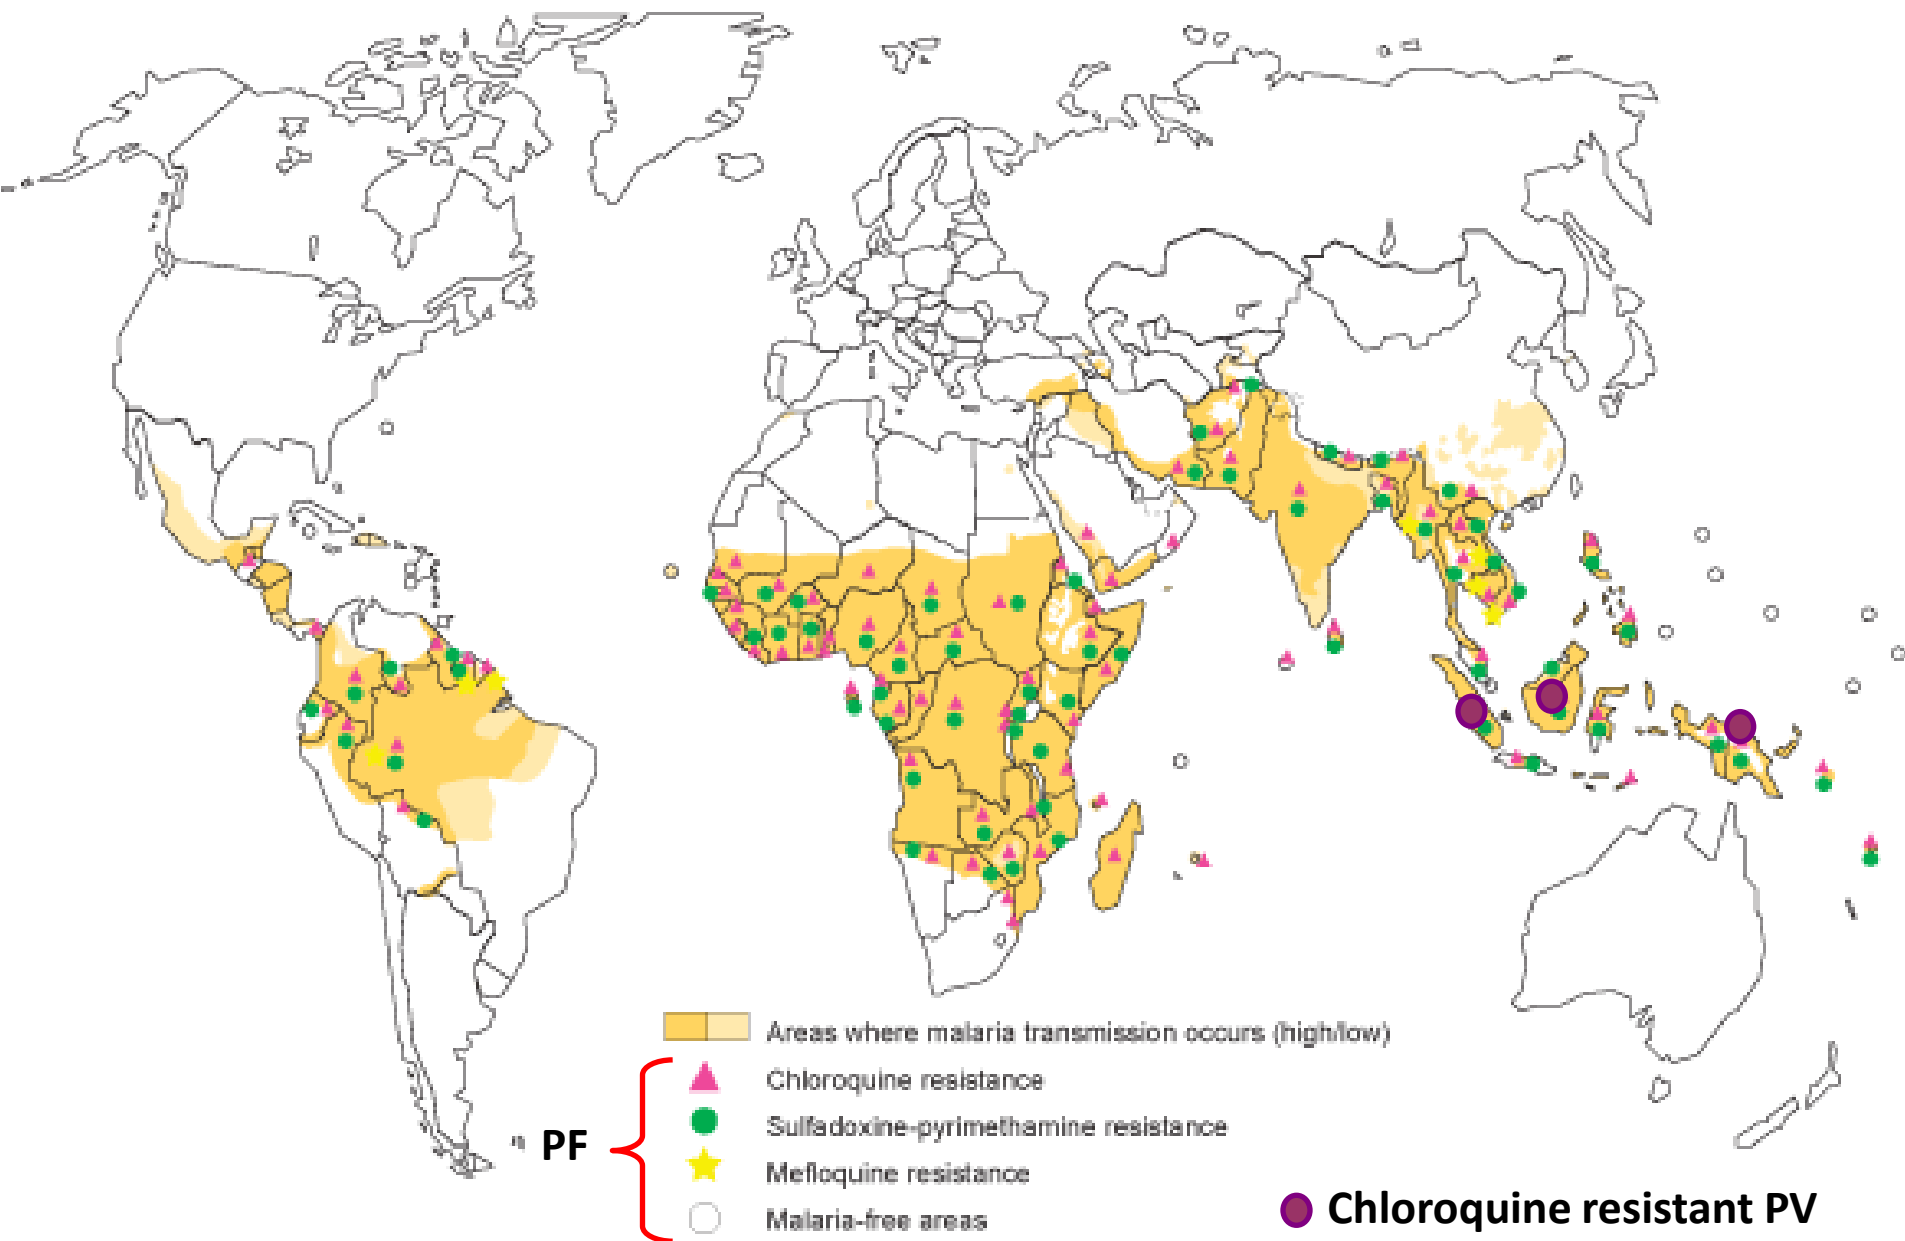 Areas where malaria transmission occurs (high/low)
Chloroquine resistance
Sulfadoxine-pyrimethamine resistance
PF
Mefloquine resistance
Malaria-free areas
Chloroquine resistant PV